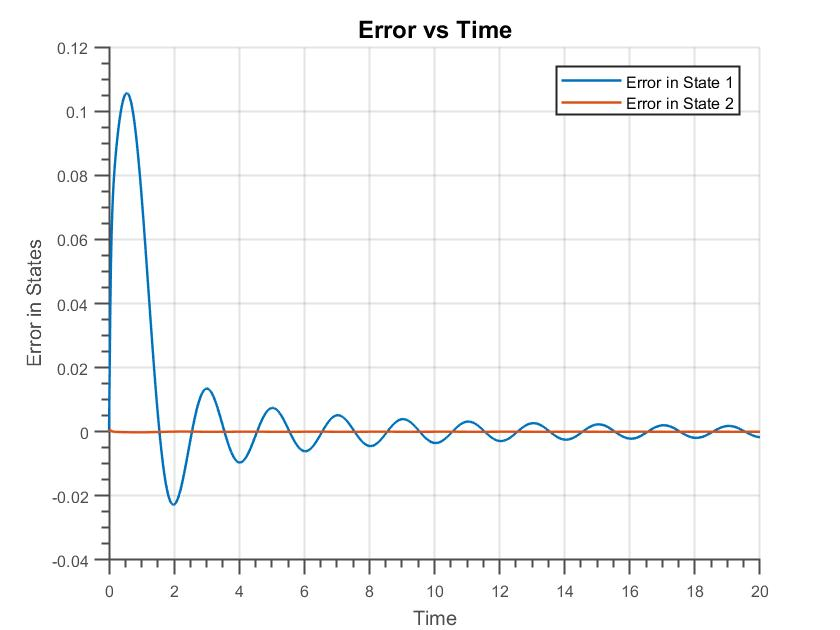 Error vs Time
Error in State 1
Error in State 2
0.12
0.1
0.08
0.06
0.04
0.02
0
-0.02
-0.04
Error in States
0 2 4 6 8 10 12 14 16 18 20
Time